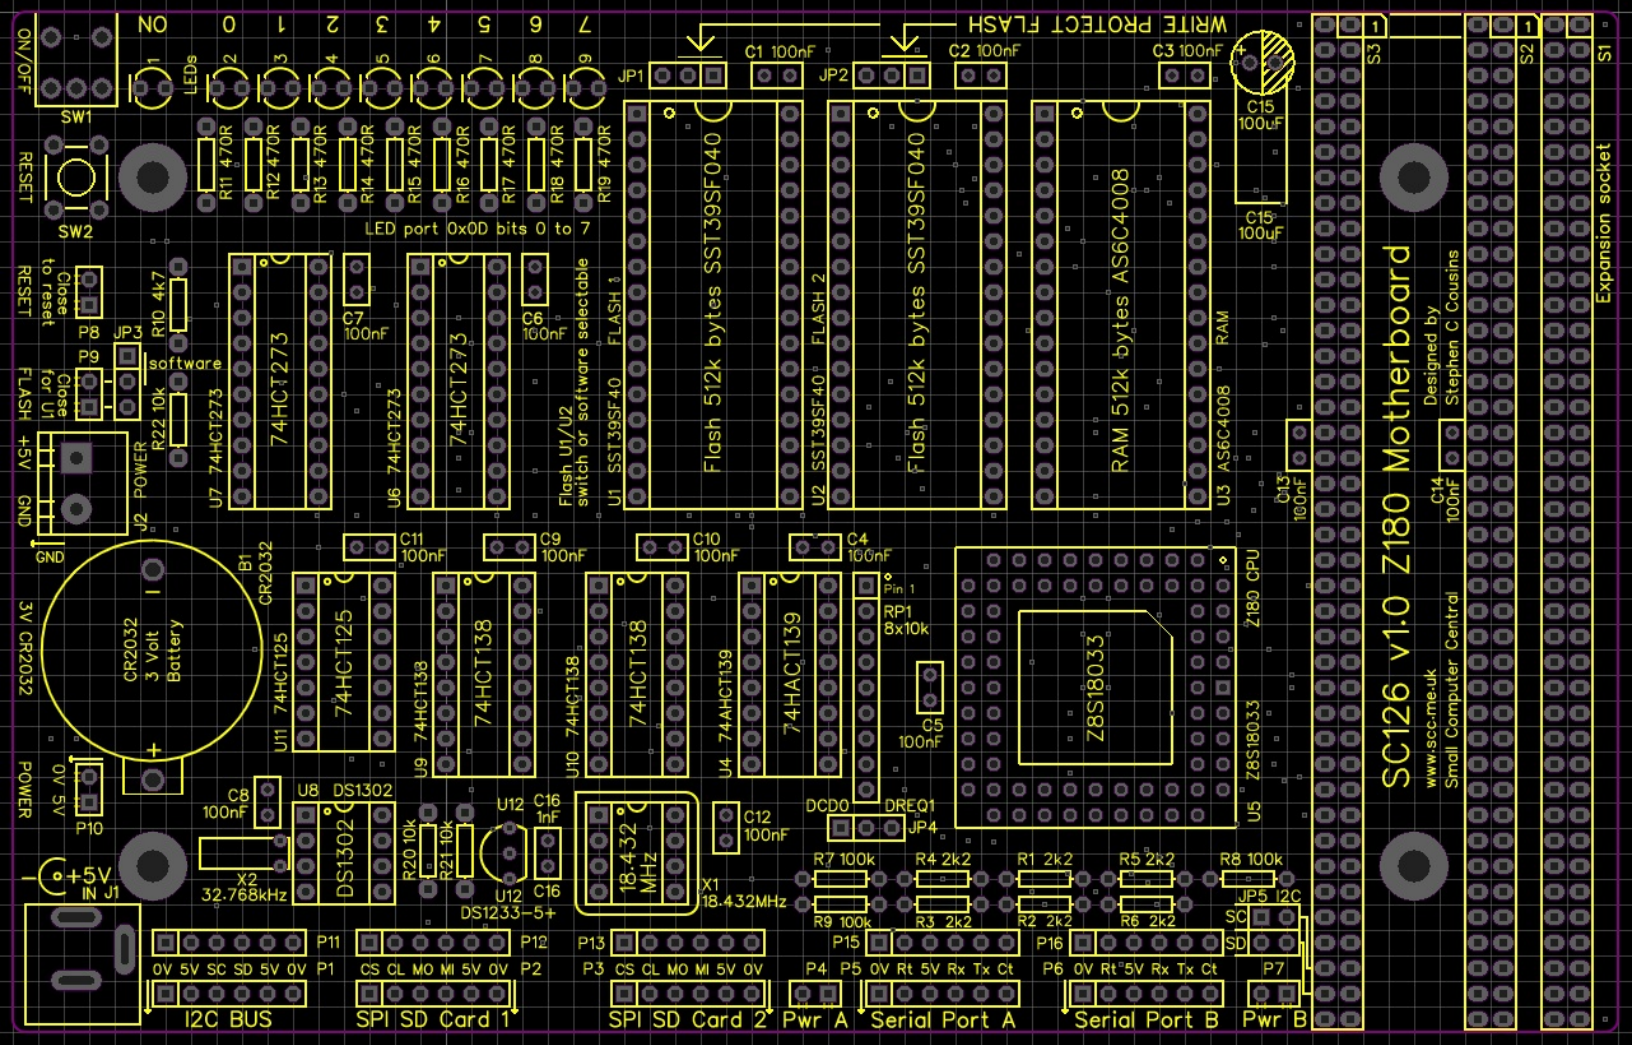 ON/OFF
ON
0
1
2
3
4
5
6
7
WRITE PROTECT FLASH
LEDs
1
2
3
4
5
6
7
8
9
JP1
C1 100nF
JP2
C2 100nF
C3 100nF
+
C15
100uF
C15
100uF
1
S3
1
S2
S1
Expansion socket
SW1
RESET
SW2
R11 470R
R12 470R
R13 470R
R14 470R
R15 470R
R16 470R
R17 470R
R18 470R
R19 470R
LED port 0x0D bits 0 to 7
RESET
Close
to reset
P8
JP3
R10 4k7
software
P9
FLASH
Close
for U1
R22 10k
+5V
GND
J2 POWER
GND
U7 74HCT273
74HCT273
C7
100nF
U6 74HCT273
74HCT273
C6
100nF
Flash U1/U2
switch or software selectable
U1 SST39SF40 FLASH 1
Flash 512k bytes SST39SF040
U2 SST39SF40 FLASH 2
Flash 512k bytes SST39SF040
RAM 512k bytes AS6C4008
U3 AS6C4008 RAM
C13
100nF
C14
100nF
SC126 v1.0 Z180 Motherboard
Designed by
Stephen C Cousins
www.scc.me.uk
Small Computer Central
3V CR2032
B1
CR2032
CR2032
3 Volt
Battery
+
C11
100nF
C9
100nF
C10
100nF
C4
100nF
U11 74HCT125
74HCT125
U9 74HCT138
74HCT138
U10 74HCT138
74HCT138
U4 74AHCT139
74HACT139
Pin 1
RP1
8x10k
C5
100nF
Z8S18033
U5 Z8S18033 Z180 CPU
POWER
0V 5V
P10
C8
100nF
U8 DS1302
DS1302
X2
32.768kHz
R20 10k
R21 10k
U12
U12
DS1233-5+
C16
1nF
C16
18.432
MHz
X1
18.432MHz
C12
100nF
DCD0
DREQ1
JP4
R7 100k
R4 2k2
R1 2k2
R5 2k2
R8 100k
R9 100k
R3 2k2
R2 2k2
R6 2k2
JP5 I2C
SC
SD
+5V
IN J1
P11
P12
P13
P15
P16
0V 5V SC SD 5V 0V
P1
CS CL MO MI 5V 0V
P2
P3
CS CL MO MI 5V 0V
P4
P5
0V Rt 5V Rx Tx Ct
P6
0V Rt 5V Rx Tx Ct
P7
I2C BUS
SPI SD Card 1
SPI SD Card 2
Pwr A
Serial Port A
Serial Port B
Pwr B